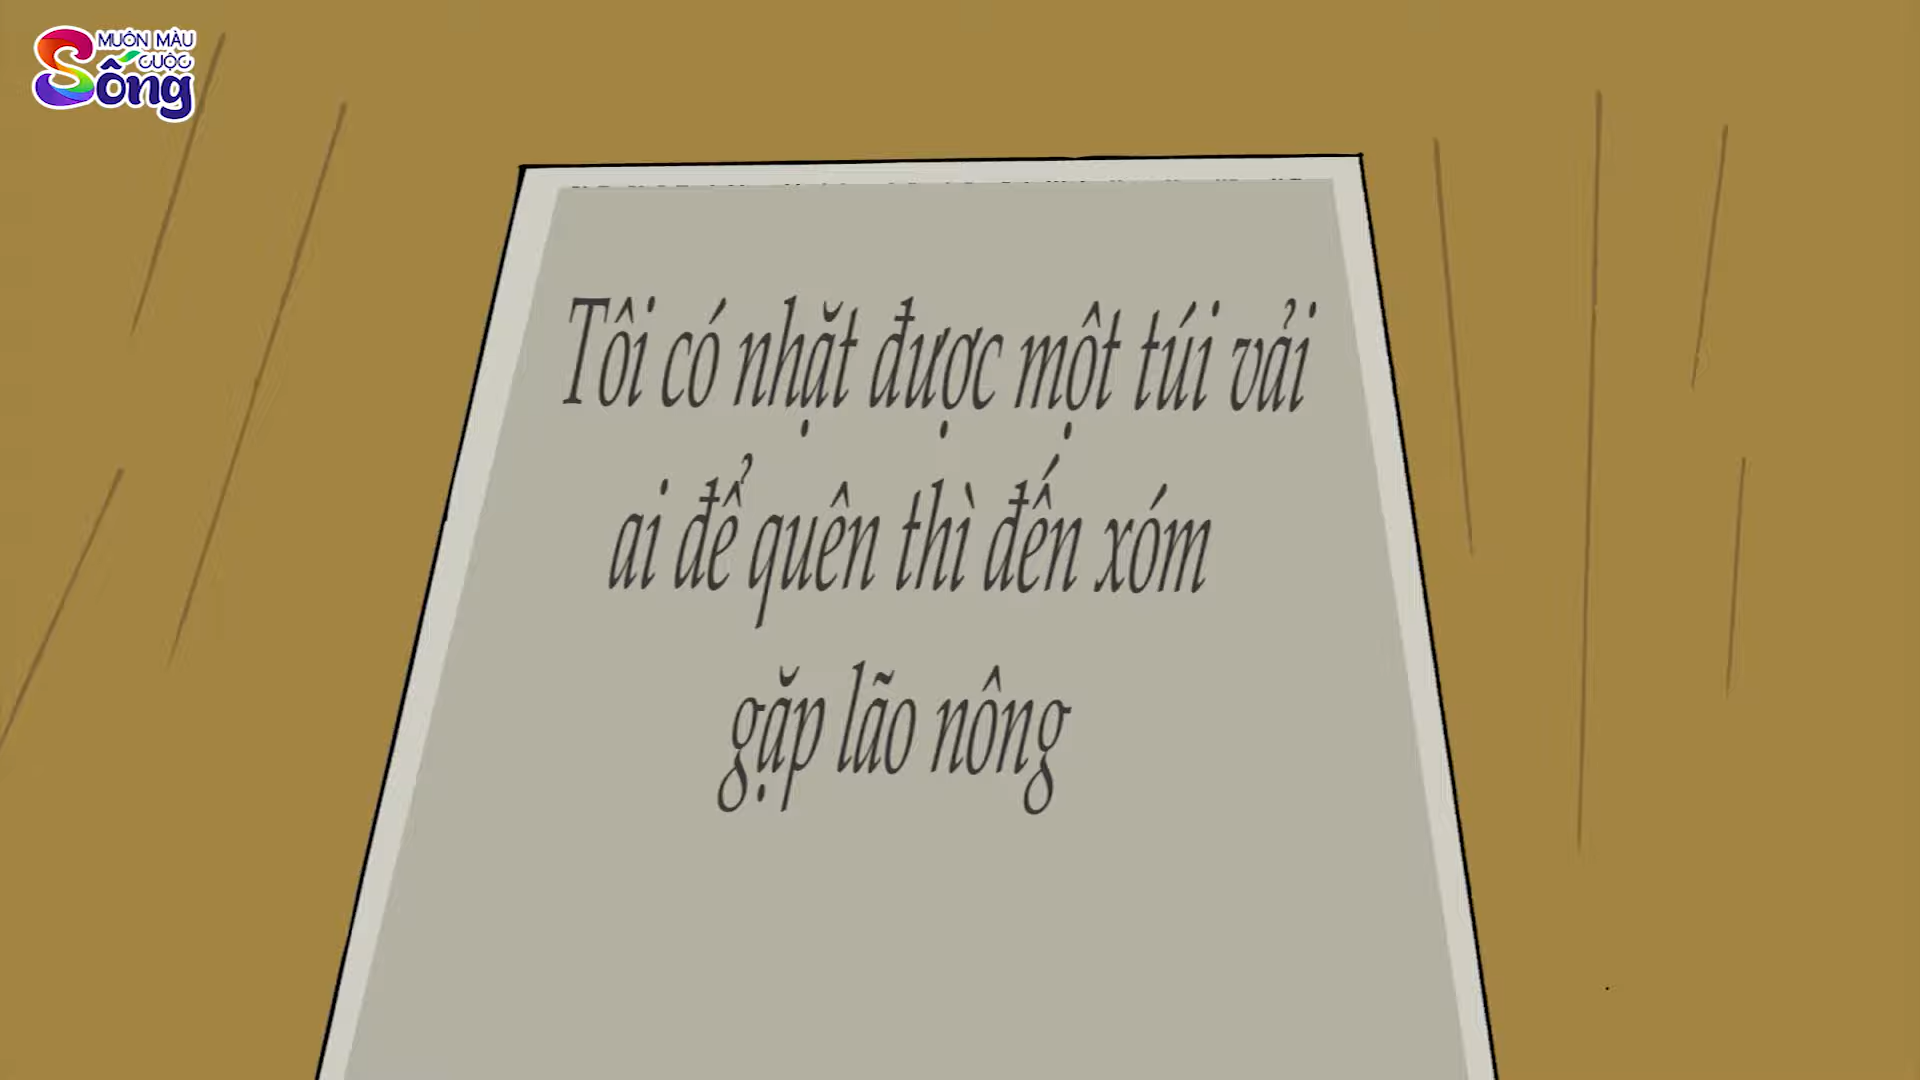 MUÔN MÀU
CUỘC
Sống
Tôi có nhặt được một túi vải
ai để quên thì đến xóm
gặp lão nông